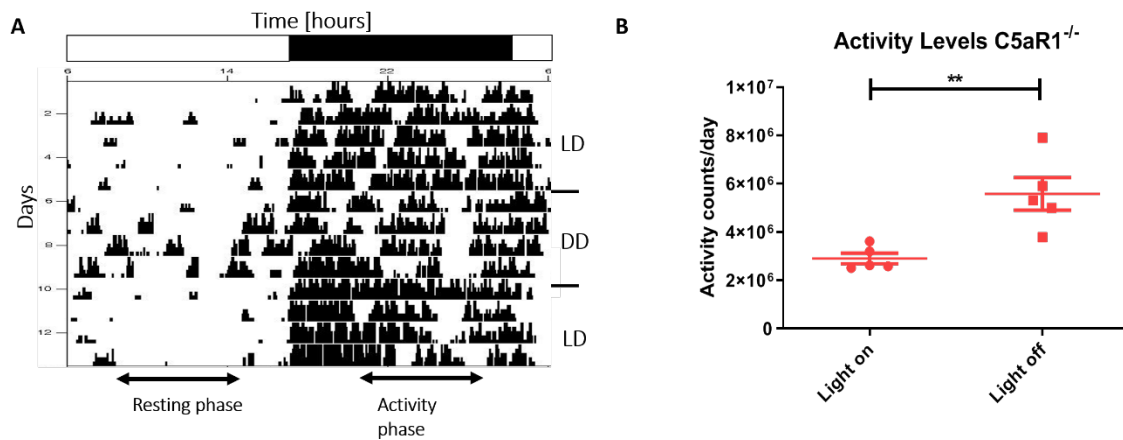 A
Time [hours]
6 14 22 6
2
4
6
8
10
12
Days
LD
DD
LD
Resting phase
Activity
phase
B
Activity Levels C5aR1⁻/⁻
**
Activity counts/day
1×10⁷
8×10⁶
6×10⁶
4×10⁶
2×10⁶
0
Light on
Light off